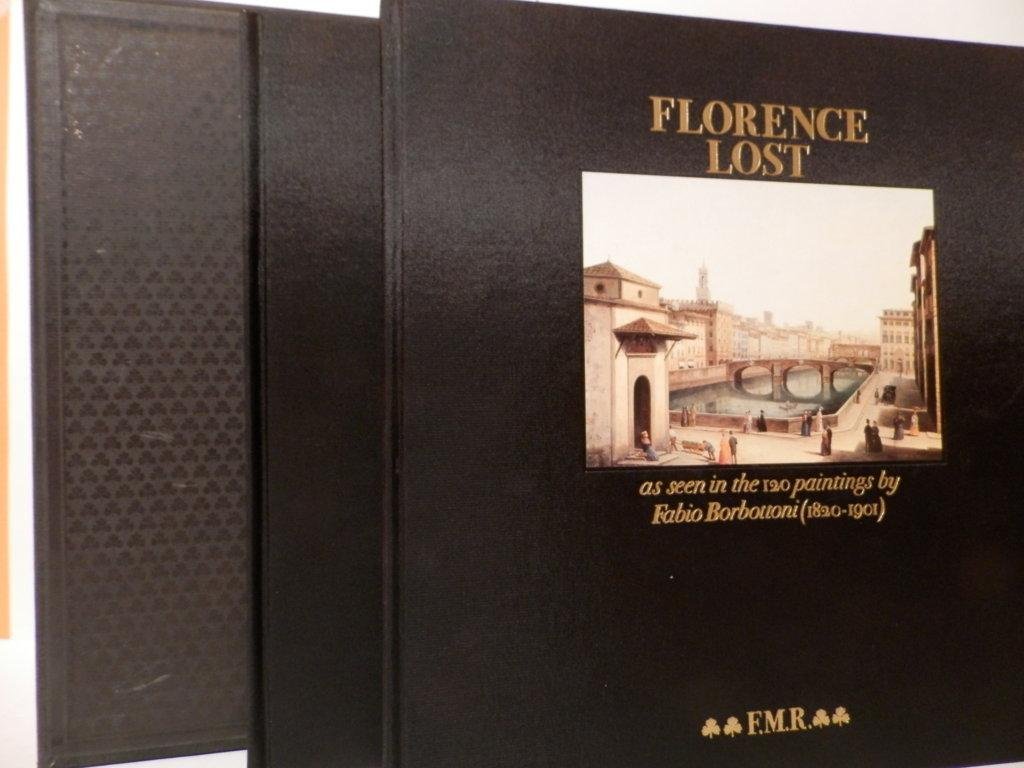 FLORENCE
LOST
as seen in the 120 paintings by
Fabio Borbottoni (1820-1901)
F.M.R.